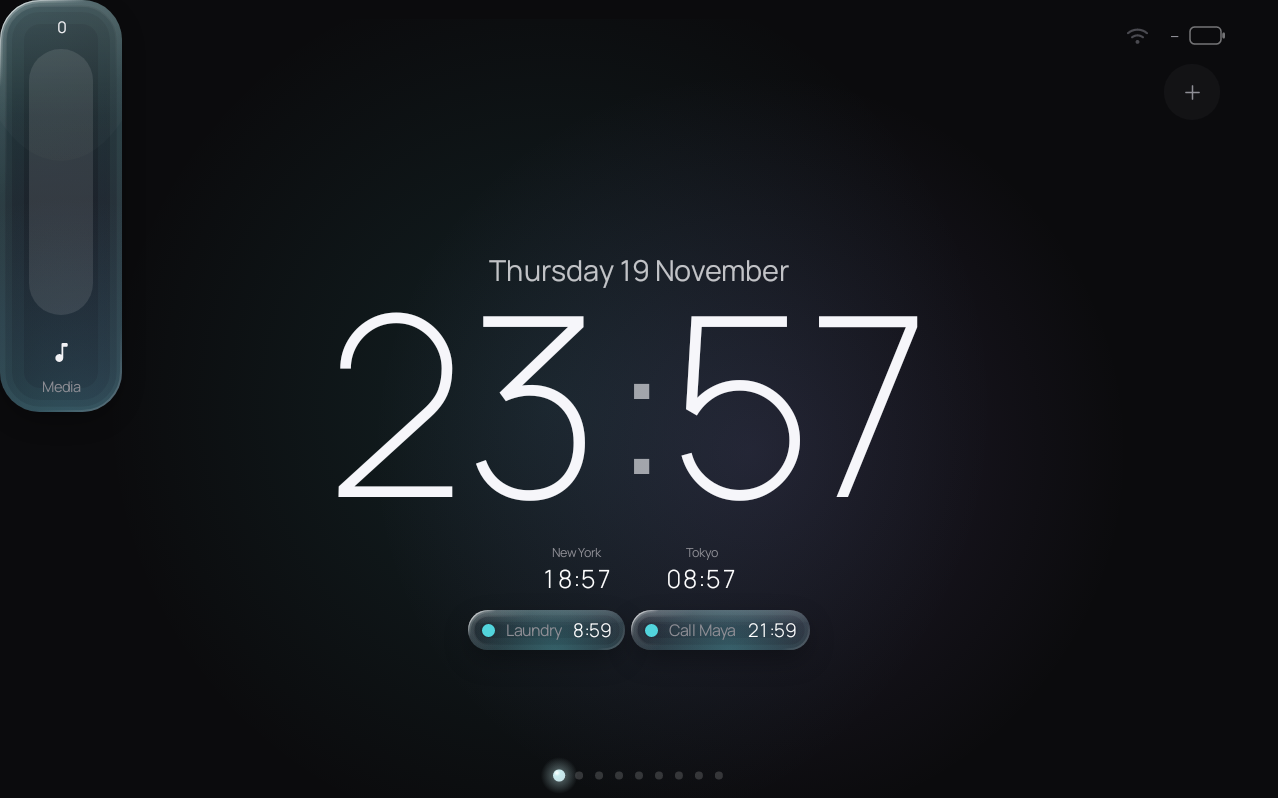 0
Media
–
+
Thursday 19 November
23:57
New York
18:57
Tokyo
08:57
Laundry 8:59
Call Maya 21:59